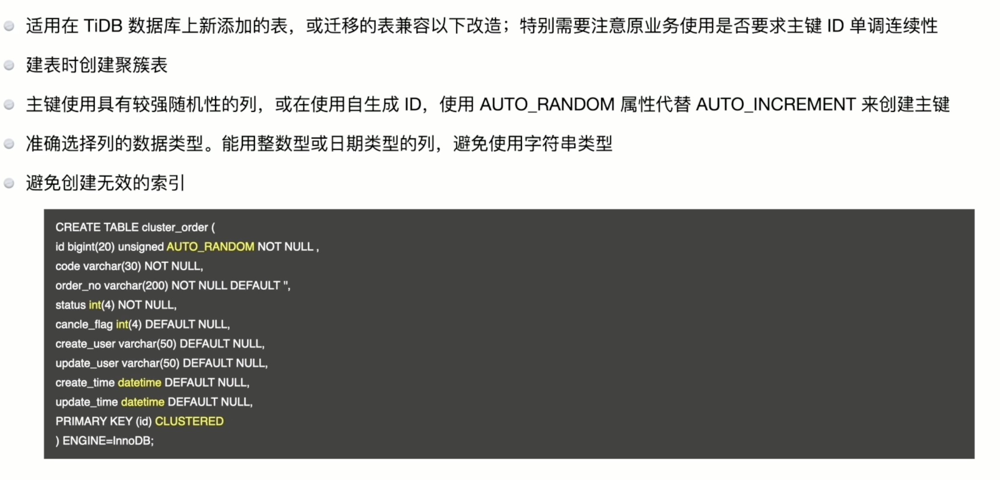 适用在 TiDB 数据库上新添加的表，或迁移的表兼容以下改造；特别需要注意原业务使用是否要求主键 ID 单调连续性
建表时创建聚簇表
主键使用具有较强随机性的列，或在使用自生成 ID，使用 AUTO_RANDOM 属性代替 AUTO_INCREMENT 来创建主键
准确选择列的数据类型。能用整数型或日期类型的列，避免使用字符串类型
避免创建无效的索引
CREATE TABLE cluster_order (
id bigint(20) unsigned AUTO_RANDOM NOT NULL ,
code varchar(30) NOT NULL,
order_no varchar(200) NOT NULL DEFAULT '',
status int(4) NOT NULL,
cancle_flag int(4) DEFAULT NULL,
create_user varchar(50) DEFAULT NULL,
update_user varchar(50) DEFAULT NULL,
create_time datetime DEFAULT NULL,
update_time datetime DEFAULT NULL,
PRIMARY KEY (id) CLUSTERED
) ENGINE=InnoDB;